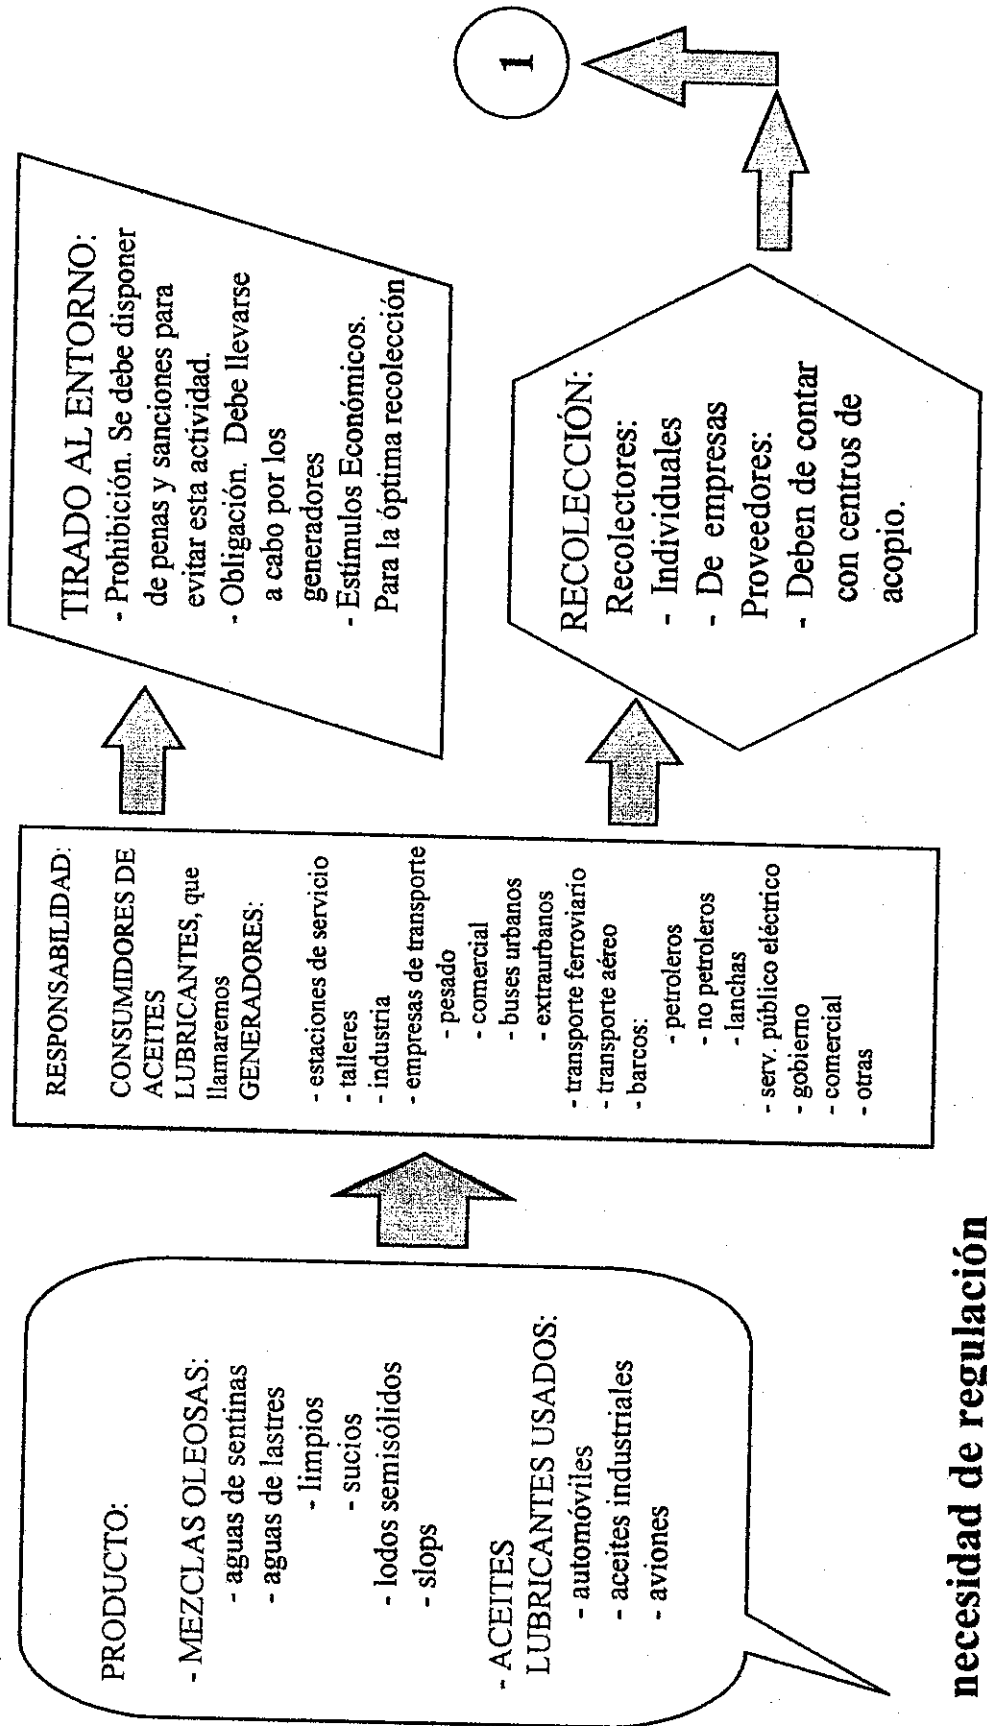 PRODUCTO:
- MEZCLAS OLEOSAS:
- aguas de sentinas
- aguas de lastres
- limpios
- sucios
- lodos semisólidos
- slops
- ACEITES
LUBRICANTES USADOS:
- automóviles
- aceites industriales
- aviones
necesidad de regulación
RESPONSABILIDAD:
CONSUMIDORES DE
ACEITES
LUBRICANTES, que
llamaremos
GENERADORES:
- estaciones de servicio
- talleres
- industria
- empresas de transporte
- pesado
- comercial
- buses urbanos
- extraurbanos
- transporte ferroviario
- transporte aéreo
- barcos:
- petroleros
- no petroleros
- lanchas
- serv. público eléctrico
- gobierno
- comercial
- otras
TIRADO AL ENTORNO:
- Prohibición. Se debe disponer
de penas y sanciones para
evitar esta actividad.
- Obligación. Debe llevarse
a cabo por los
generadores
- Estímulos Económicos.
Para la óptima recolección
RECOLECCIÓN:
Recolectores:
- Individuales
- De empresas
Proveedores:
- Deben de contar
con centros de
acopio.
1